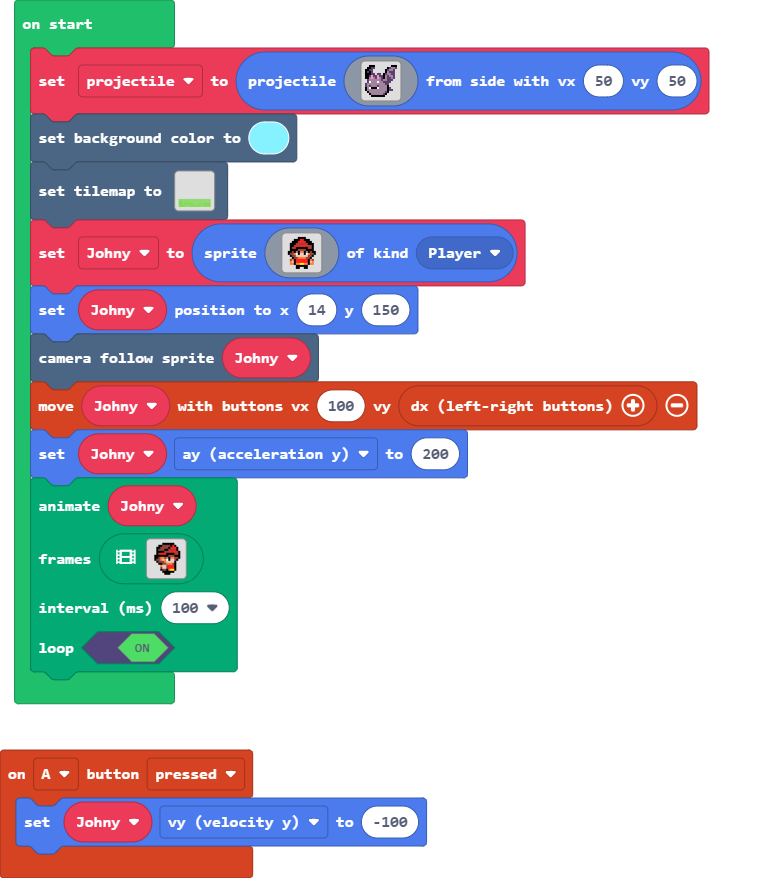 on start
set projectile to projectile from side with vx 50 vy 50
set background color to
set tilemap to
set Johny to sprite of kind Player
set Johny position to x 14 y 150
camera follow sprite Johny
move Johny with buttons vx 100 vy dx (left-right buttons)
set Johny ay (acceleration y) to 200
animate Johny
frames
interval (ms) 100
loop ON
on A button pressed
set Johny vy (velocity y) to -100